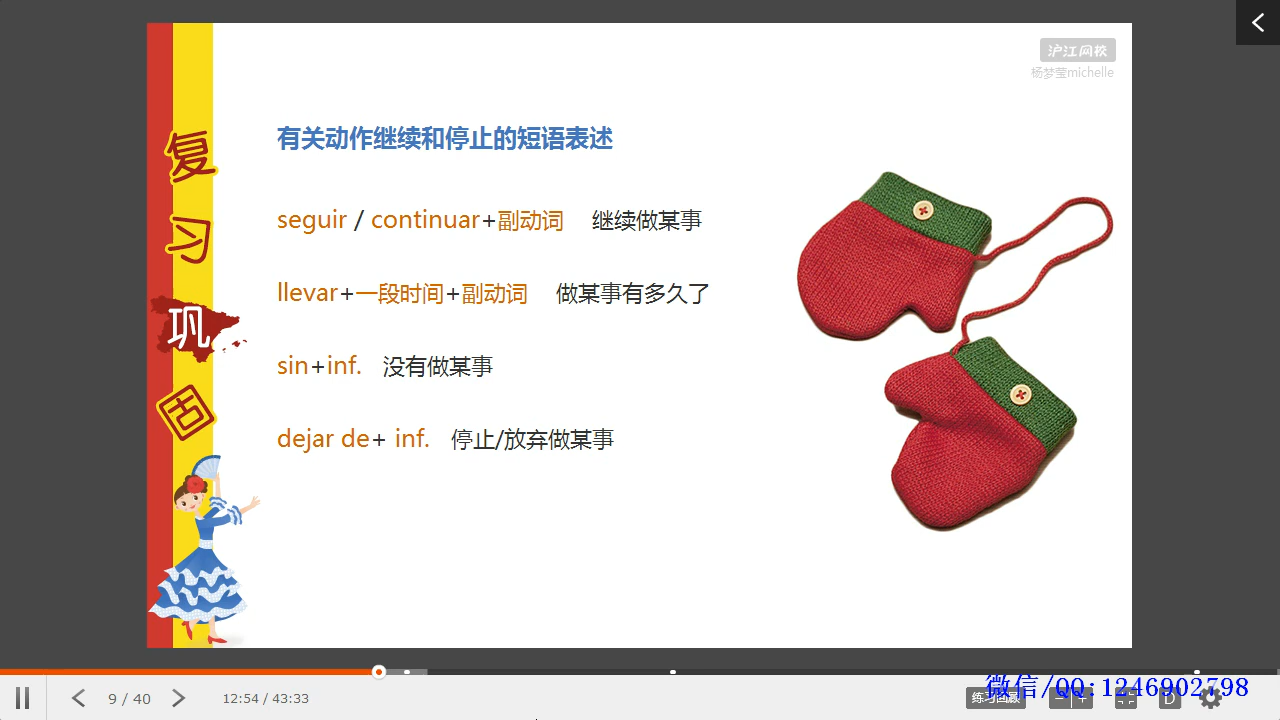 沪江网校
杨梦莹michelle
复习巩固
有关动作继续和停止的短语表述
seguir / continuar+副动词 继续做某事
llevar+一段时间+副动词 做某事有多久了
sin+inf. 没有做某事
dejar de+ inf. 停止/放弃做某事
9 / 40
12:54 / 43:33
练习回顾
微信/QQ:1246902798
D